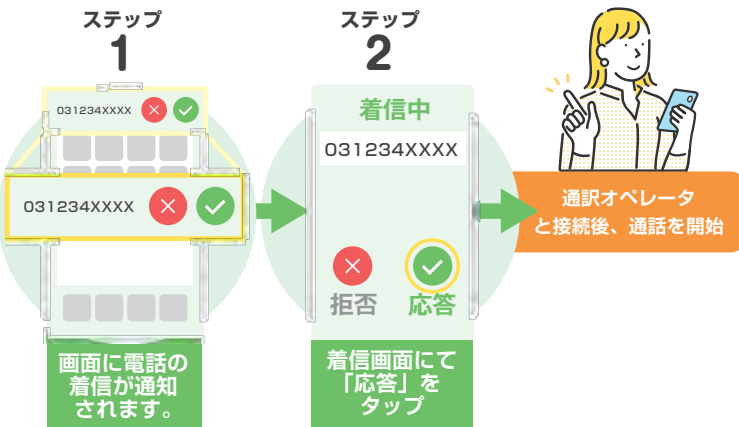 ステップ
1
031234XXXX
031234XXXX
画面に電話の
着信が通知
されます。
ステップ
2
着信中
031234XXXX
拒否
応答
着信画面にて
「応答」を
タップ
通訳オペレータ
と接続後、通話を開始